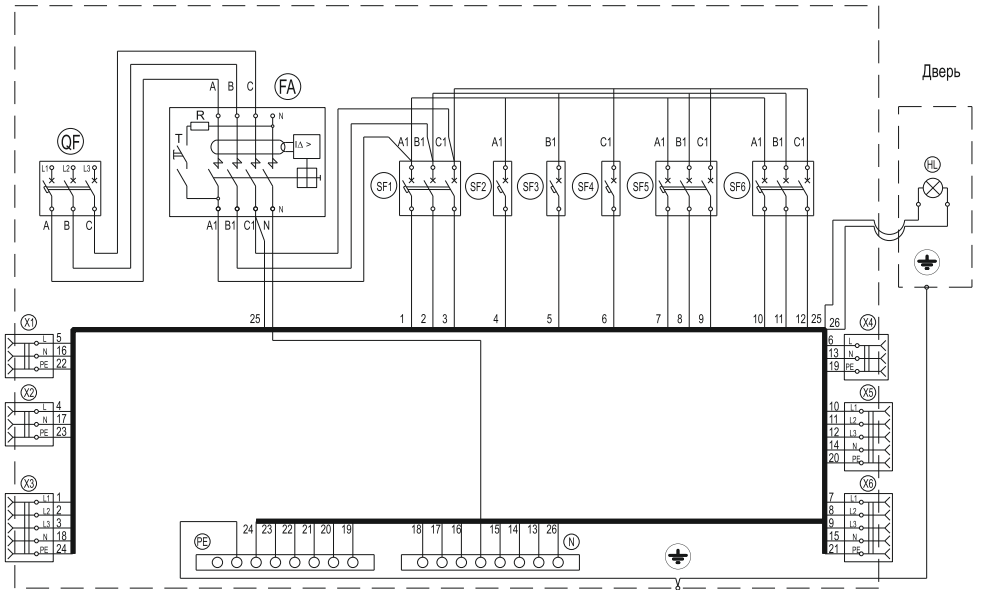 Дверь
A B C N
FA
R
T
IΔ >
QF
L1 L2 L3
A B C
A1 B1 C1 N N
A1 B1 C1
A1
B1
C1
A1 B1 C1
A1 B1 C1
SF1
SF2
SF3
SF4
SF5
SF6
HL
25
1 2 3
4
5
6
7 8 9
10 11 12 25
26
X1
L 5
N 16
PE 22
X2
L 4
N 17
PE 23
X3
L1 1
L2 2
L3 3
N 18
PE 24
X4
6 L
13 N
19 PE
X5
10 L1
11 L2
12 L3
14 N
20 PE
X6
7 L1
8 L2
9 L3
15 N
21 PE
PE
24 23 22 21 20 19
18 17 16 15 14 13 26
N